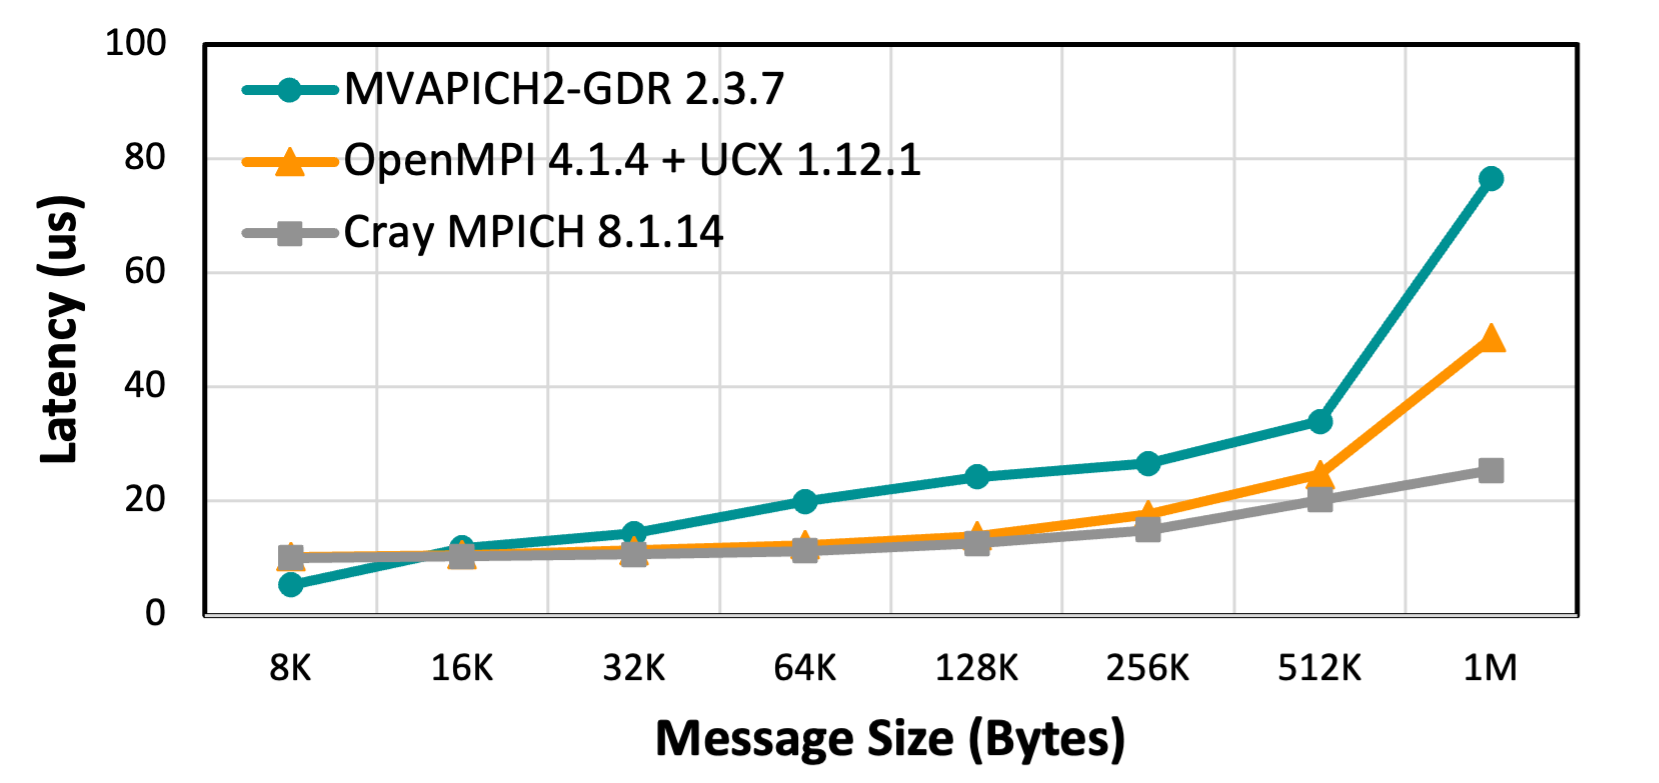 100
80
60
40
20
0
Latency (us)
MVAPICH2-GDR 2.3.7
OpenMPI 4.1.4 + UCX 1.12.1
Cray MPICH 8.1.14
8K 16K 32K 64K 128K 256K 512K 1M
Message Size (Bytes)